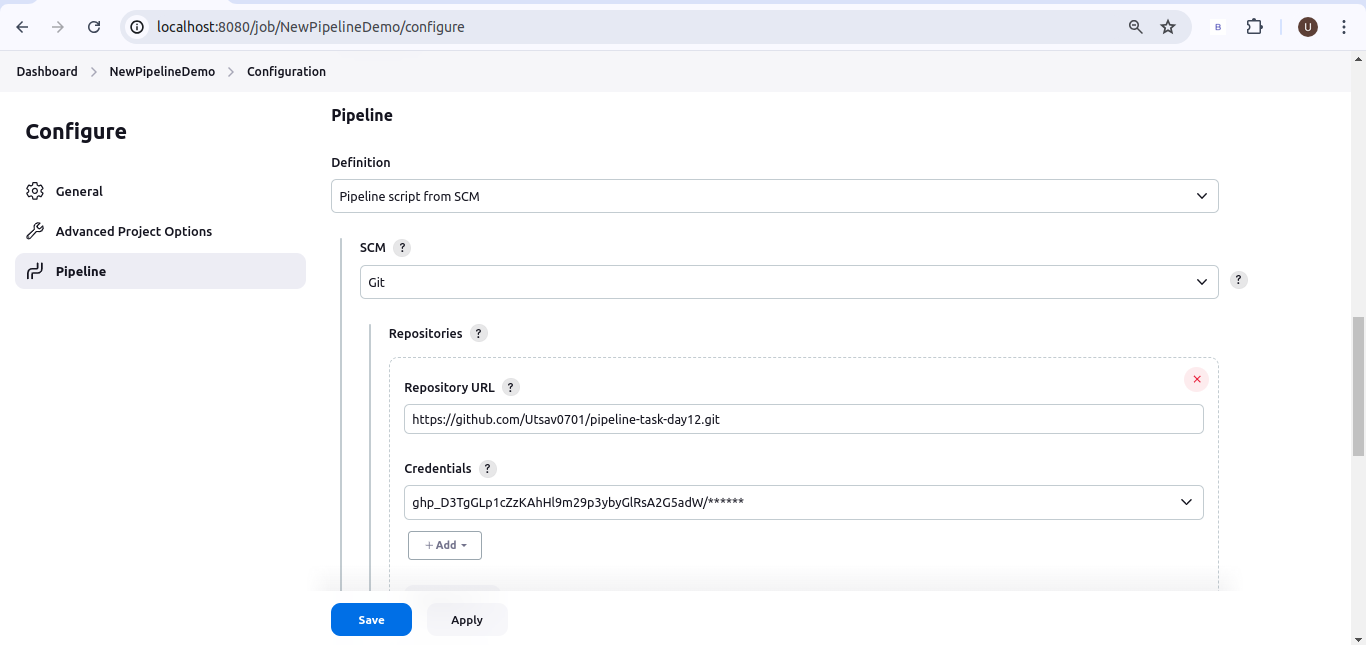 localhost:8080/job/NewPipelineDemo/configure
B
U
Dashboard > NewPipelineDemo > Configuration
Configure
General
Advanced Project Options
Pipeline
Pipeline
Definition
Pipeline script from SCM
SCM ?
Git
?
Repositories ?
Repository URL ?
https://github.com/Utsav0701/pipeline-task-day12.git
Credentials ?
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/******
+ Add
Save
Apply